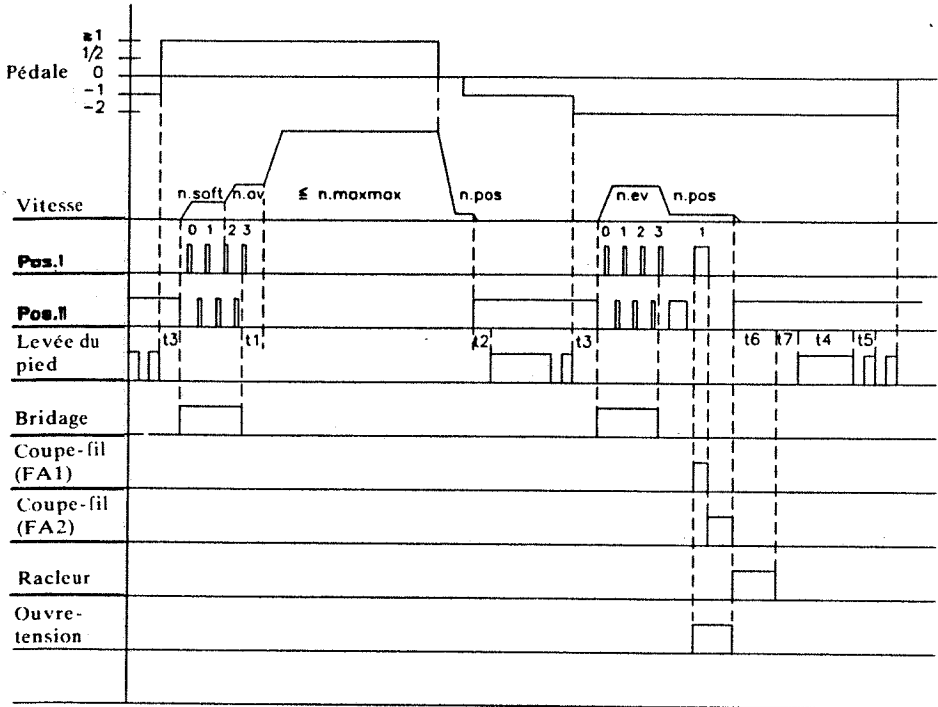 ≥1
1/2
Pédale 0
-1
-2
n.soft n.av ≤ n.maxmax n.pos n.ev n.pos
Vitesse
0 1 2 3 0 1 2 3 1
Pos.I
Pos.II
Levée du
pied
t3 t1 t2 t3 t6 t7 t4 t5
Bridage
Coupe-fil
(FA1)
Coupe-fil
(FA2)
Racleur
Ouvre-
tension